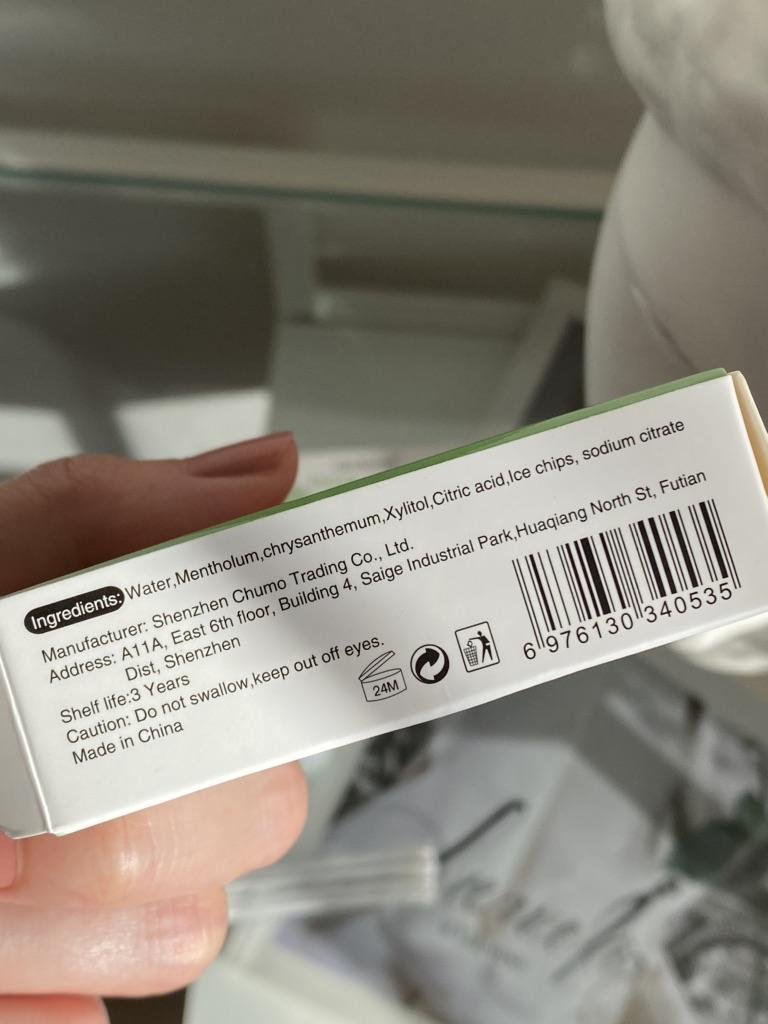 Ingredients: Water,Mentholum,chrysanthemum,Xylitol,Citric acid,Ice chips, sodium citrate
Manufacturer: Shenzhen Chumo Trading Co., Ltd.
Address: A11A, East 6th floor, Building 4, Saige Industrial Park,Huaqiang North St, Futian
Dist, Shenzhen
Shelf life:3 Years
Caution: Do not swallow,keep out off eyes.
Made in China
24M
6 976130 340535